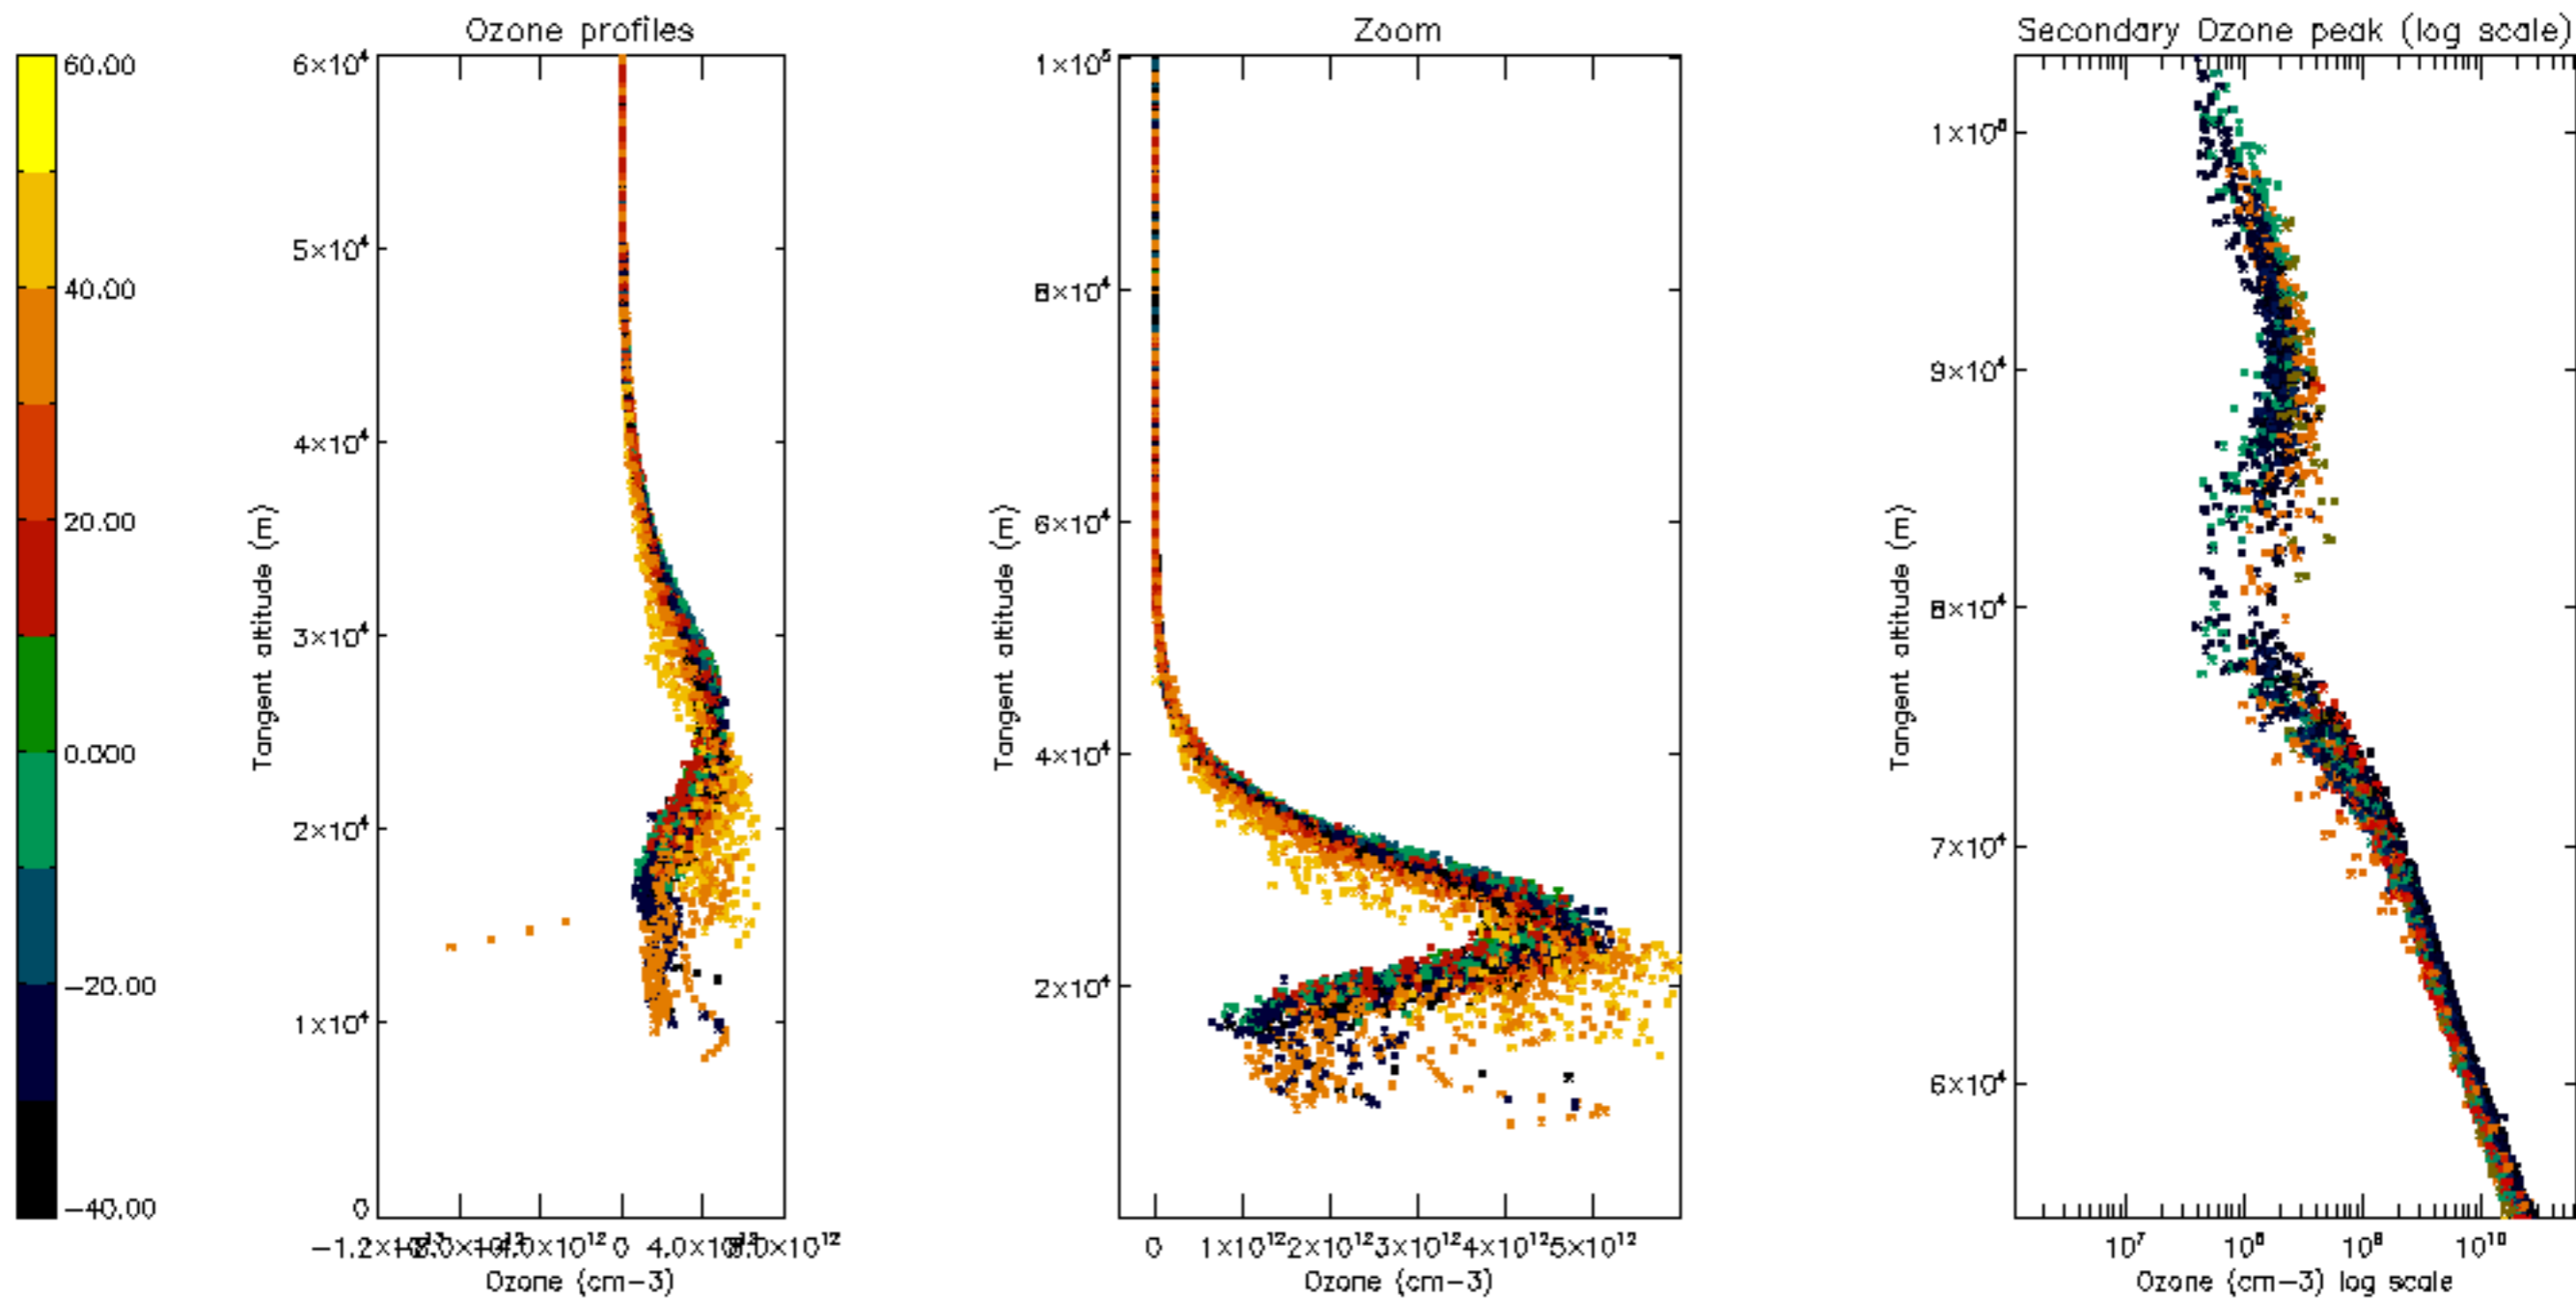 Ozone profiles
Zoom
Secondary Ozone peak (log scale)
60.00
40.00
20.00
0.000
−20.00
−40.00
6×10⁴
5×10⁴
4×10⁴
3×10⁴
2×10⁴
1×10⁴
0
Tangent altitude (m)
0 4.0×10¹²
Ozone (cm−3)
1×10⁵
8×10⁴
6×10⁴
4×10⁴
2×10⁴
Tangent altitude (m)
0 1×10¹² 2×10¹² 3×10¹² 4×10¹² 5×10¹²
Ozone (cm−3)
9×10⁴
8×10⁴
7×10⁴
6×10⁴
Tangent altitude (m)
10⁷ 10⁸ 10⁹ 10¹⁰
Ozone (cm−3) log scale